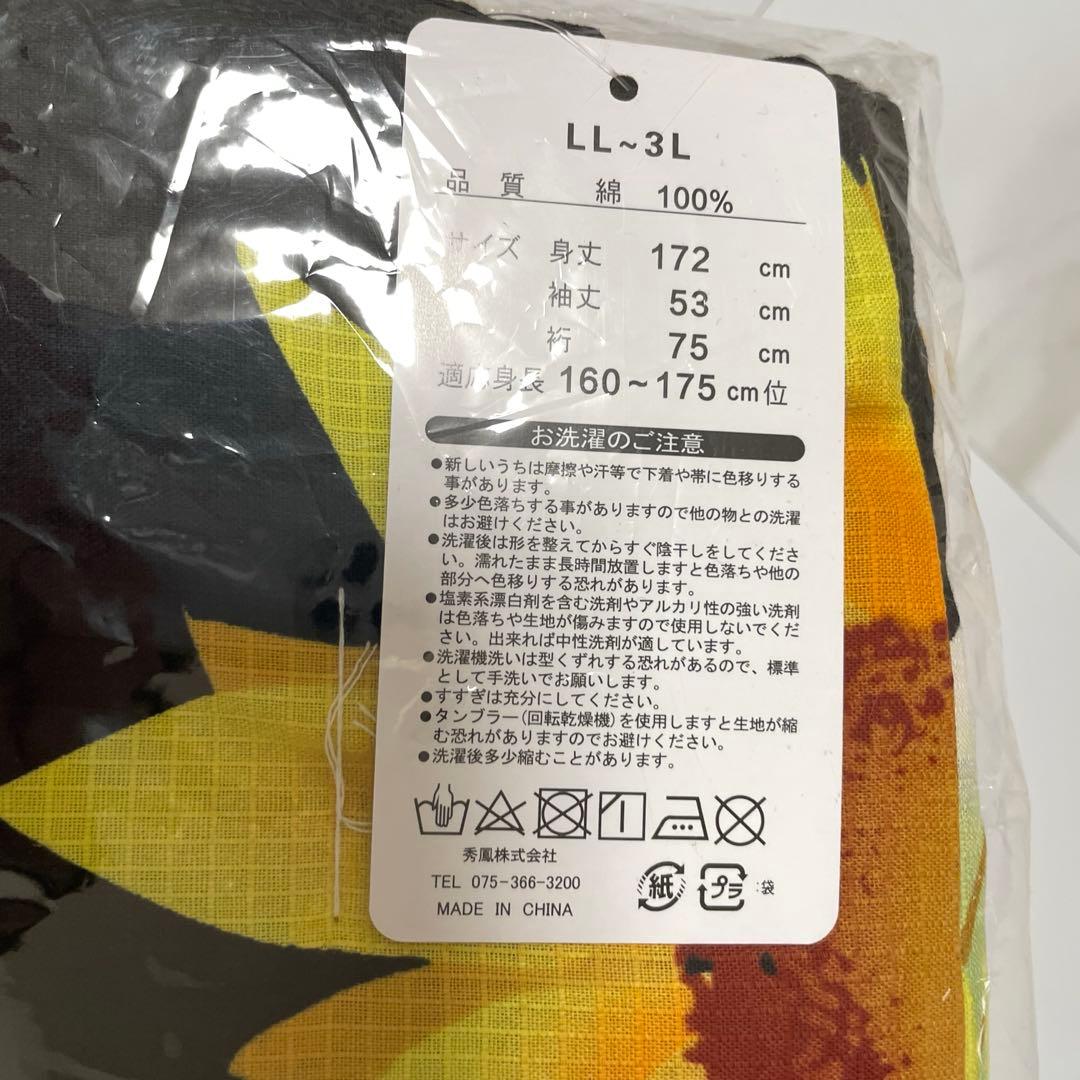 LL~3L
品質 綿 100%
サイズ 身丈 172 cm
袖丈 53 cm
裄 75 cm
適応身長 160~175cm位
お洗濯のご注意
●新しいうちは摩擦や汗等で下着や帯に色移りする
事があります。
●多少色落ちする事がありますので他の物との洗濯
はお避けください。
●洗濯後は形を整えてからすぐ陰干しをしてくださ
い。濡れたまま長時間放置しますと色落ちや他の
部分へ色移りする恐れがあります。
●塩素系漂白剤を含む洗剤やアルカリ性の強い洗剤
は色落ちや生地が傷みますので使用しないでくだ
さい。出来れば中性洗剤が適しています。
●洗濯機洗いは型くずれする恐れがあるので、標準
として手洗いでお願いします。
●すすぎは充分にしてください。
●タンブラー(回転乾燥機)を使用しますと生地が縮
む恐れがありますのでお避けください。
●洗濯後多少縮むことがあります。
秀鳳株式会社
TEL 075-366-3200
MADE IN CHINA
紙 プラ :袋